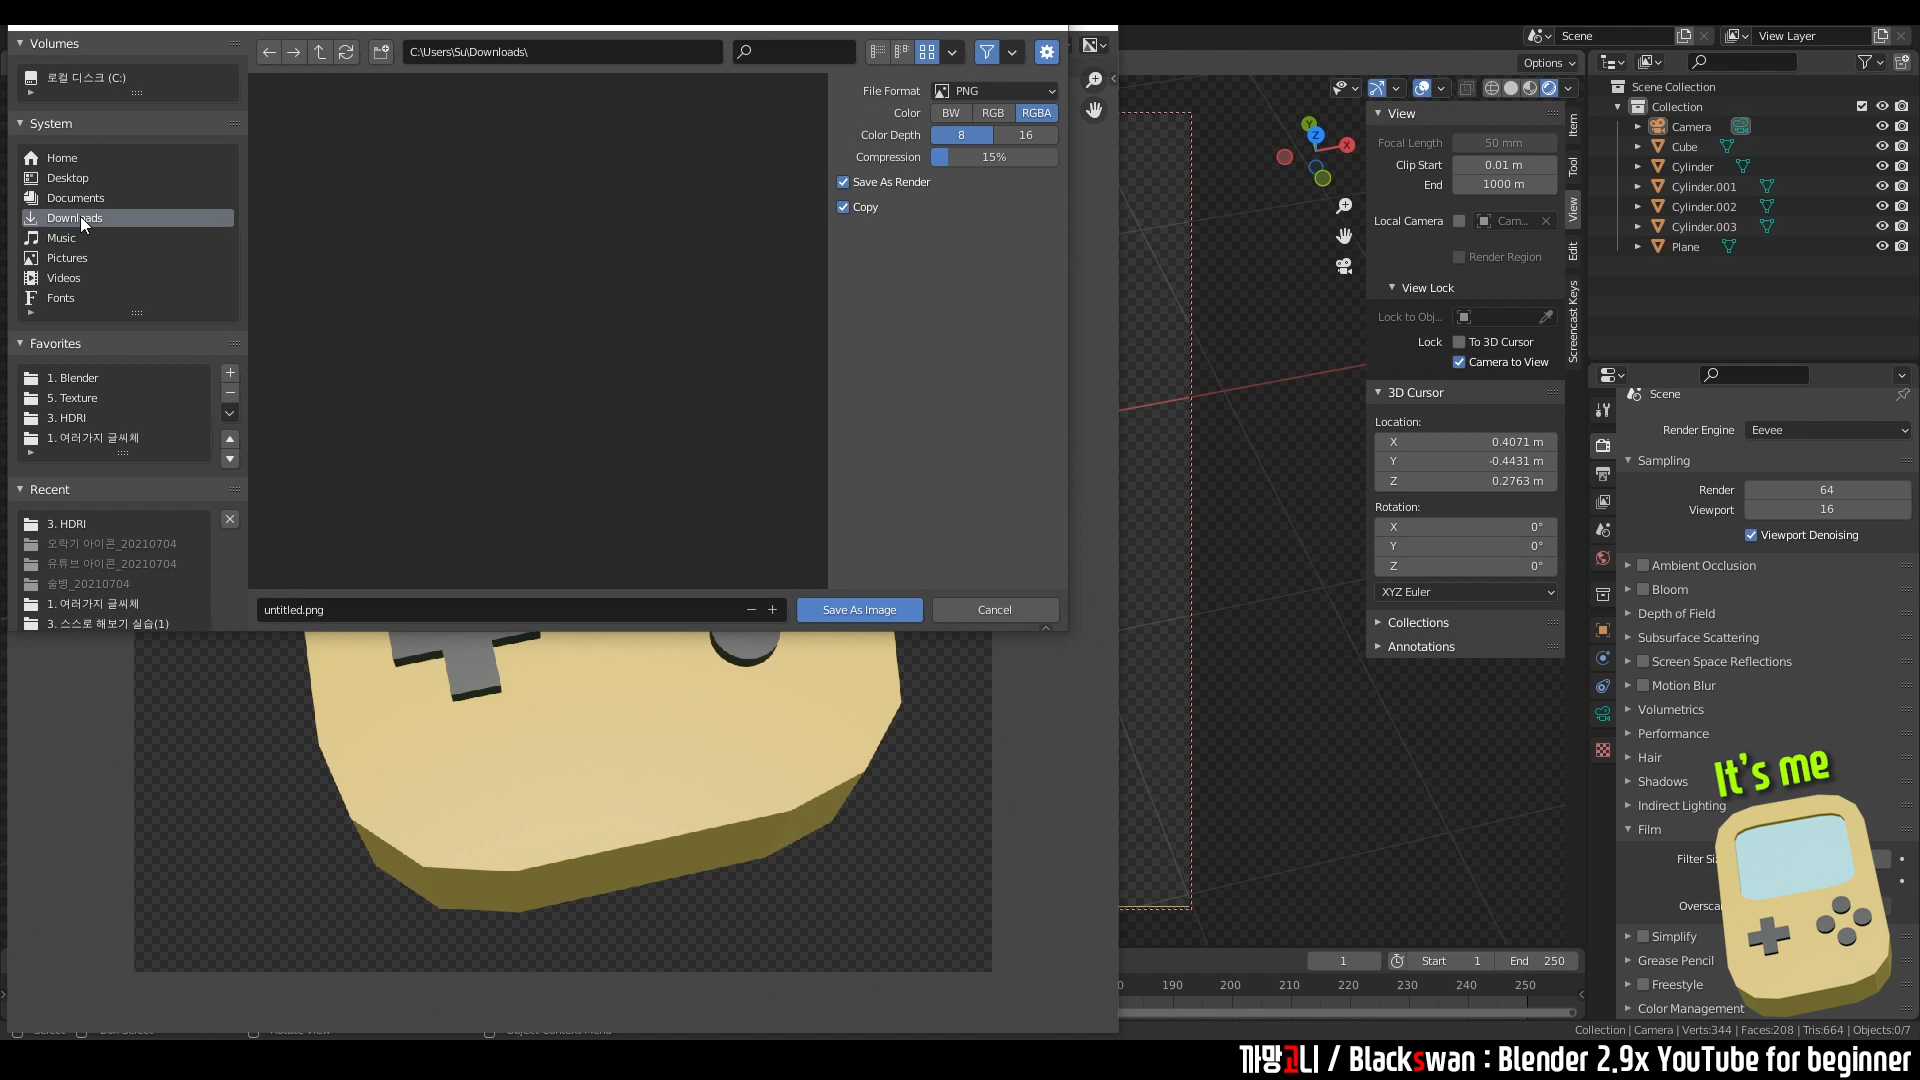 Volumes
로컬 디스크 (C:)
System
Home
Desktop
Documents
Downloads
Music
Pictures
Videos
Fonts
Favorites
1. Blender
5. Texture
3. HDRI
1. 여러가지 글씨체
Recent
3. HDRI
오락기 아이콘_20210704
유튜브 아이콘_20210704
술병_20210704
1. 여러가지 글씨체
3. 스스로 해보기 실습(1)
C:\Users\Su\Downloads\
File Format PNG
Color BW RGB RGBA
Color Depth 8 16
Compression 15%
Save As Render
Copy
untitled.png
Save As Image Cancel
Options
View
Focal Length 50 mm
Clip Start 0.01 m
End 1000 m
Local Camera Cam...
Render Region
View Lock
Lock to Obj...
Lock To 3D Cursor
Camera to View
3D Cursor
Location:
X 0.4071 m
Y -0.4431 m
Z 0.2763 m
Rotation:
X 0°
Y 0°
Z 0°
XYZ Euler
Collections
Annotations
Item
Tool
View
Edit
Screencast Keys
Y
Z
X
Scene View Layer
Scene Collection
Collection
Camera
Cube
Cylinder
Cylinder.001
Cylinder.002
Cylinder.003
Plane
Scene
Render Engine Eevee
Sampling
Render 64
Viewport 16
Viewport Denoising
Ambient Occlusion
Bloom
Depth of Field
Subsurface Scattering
Screen Space Reflections
Motion Blur
Volumetrics
Performance
Hair
Shadows
Indirect Lighting
Film
Filter Si
Oversca
Simplify
Grease Pencil
Freestyle
Color Management
It's me
1 Start 1 End 250
190 200 210 220 230 240 250
Collection | Camera | Verts:344 | Faces:208 | Tris:664 | Objects:0/7
까망고니 / Blackswan : Blender 2.9x YouTube for beginner